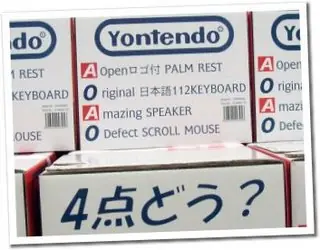 Yontendo
A Openロゴ付 PALM REST
O riginal 日本語112KEYBOARD
A mazing SPEAKER
O Defect SCROLL MOUSE
4点どう?